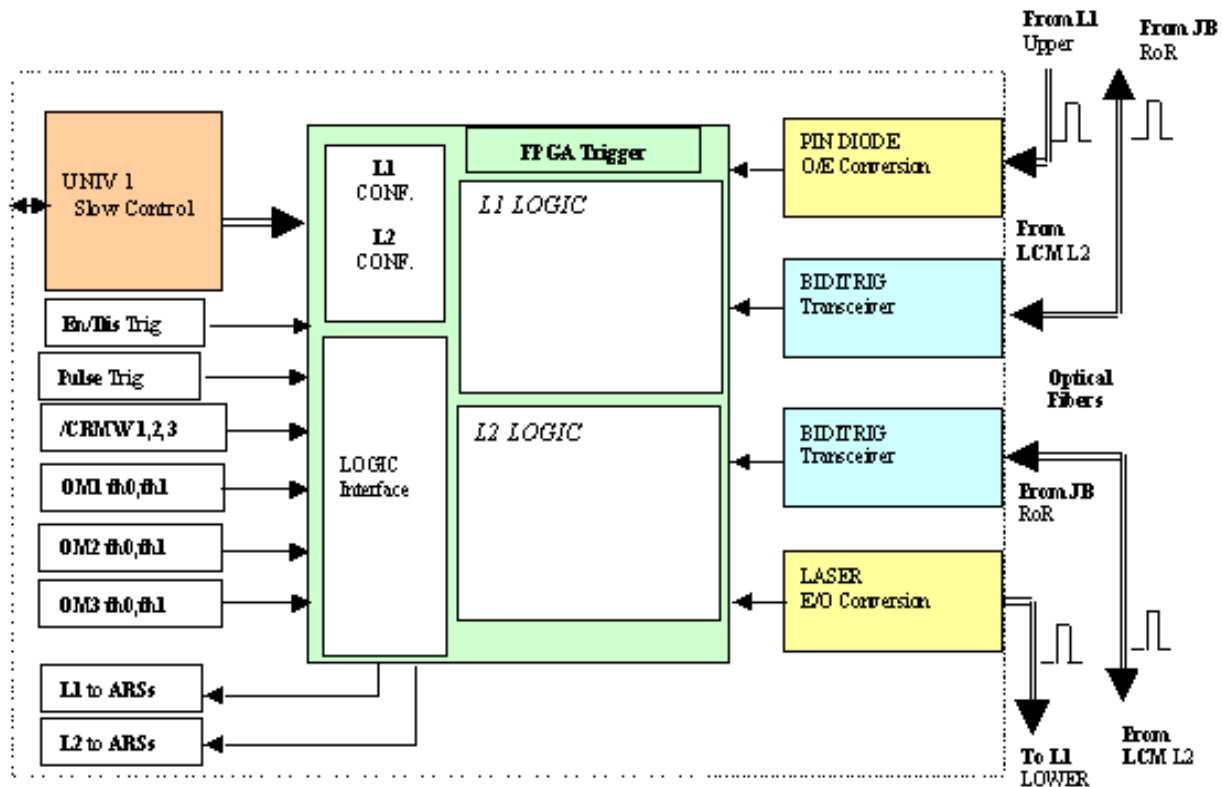 From L1
Upper
From JB
RoR
UNIV 1
Slow Control
L1
CONF.
L2
CONF.
FPGA Trigger
L1 LOGIC
PIN DIODE
O/E Conversion
From
LCM L2
BIDITRIG
Transceiver
En/Dis Trig
Pulse Trig
/CRMW 1,2,3
OM1 th0,th1
OM2 th0,th1
OM3 th0,th1
LOGIC
Interface
L2 LOGIC
Optical
Fibers
BIDITRIG
Transceiver
From JB
RoR
LASER
E/O Conversion
L1 to ARSs
L2 to ARSs
To L1
LOWER
From
LCM L2